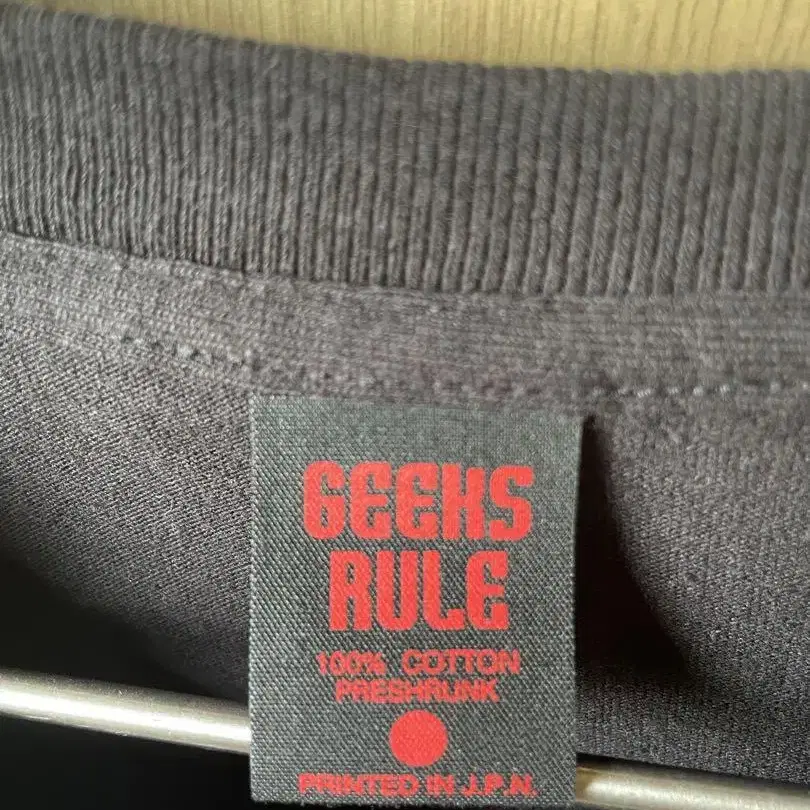 GEEKS
RULE
100% COTTON
PRESHRUNK
PRINTED IN J.P.N.